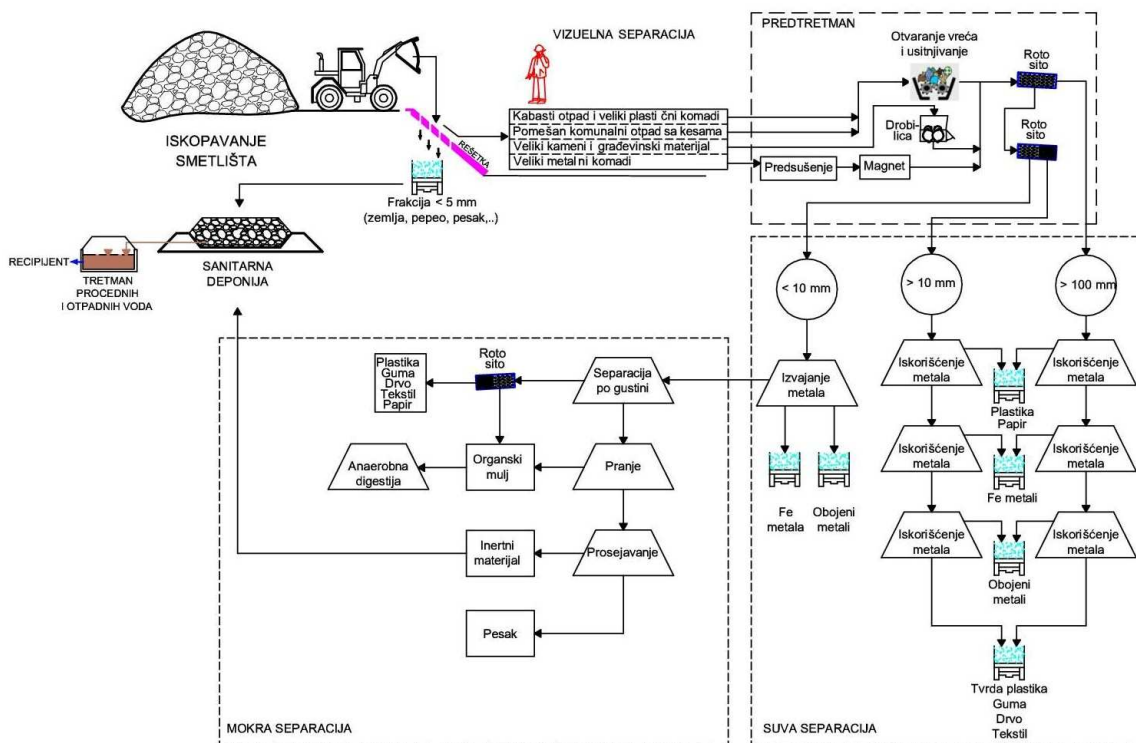 ISKOPAVANJE
SMETLIŠTA
REŠETKA
Frakcija < 5 mm
(zemlja, pepeo, pesak,..)
VIZUELNA SEPARACIJA
Kabasti otpad i veliki plasti čni komadi
Pomešan komunalni otpad sa kesama
Veliki kameni i građevinski materijal
Veliki metalni komadi
PREDTRETMAN
Otvaranje vreća
i usitnjivanje
Roto
sito
Drobi-
lica
Roto
sito
Predsušenje
Magnet
RECIPIJENT
TRETMAN
PROCEDNIH
I OTPADNIH VODA
SANITARNA
DEPONIJA
< 10 mm
> 10 mm
> 100 mm
Izvajanje
metala
Fe
metala
Obojeni
metali
Iskorišćenje
metala
Iskorišćenje
metala
Plastika
Papir
Iskorišćenje
metala
Iskorišćenje
metala
Fe metali
Iskorišćenje
metala
Iskorišćenje
metala
Obojeni
metali
Tvrda plastika
Guma
Drvo
Tekstil
SUVA SEPARACIJA
Plastika
Guma
Drvo
Tekstil
Papir
Roto
sito
Separacija
po gustini
Anaerobna
digestija
Organski
mulj
Pranje
Inertni
materijal
Prosejavanje
Pesak
MOKRA SEPARACIJA